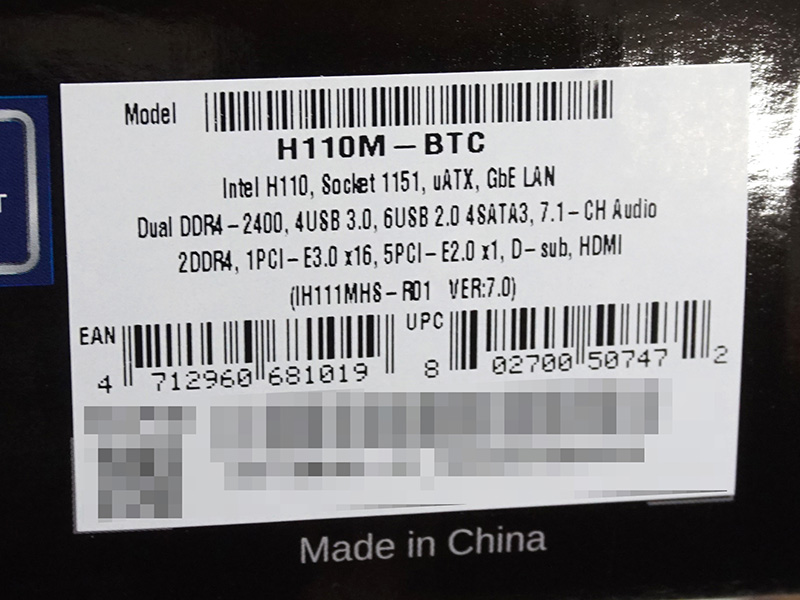 Model
H110M-BTC
Intel H110, Socket 1151, uATX, GbE LAN
Dual DDR4-2400, 4USB 3.0, 6USB 2.0 4SATA3, 7.1-CH Audio
2DDR4, 1PCI-E3.0 x16, 5PCI-E2.0 x1, D-sub, HDMI
(IH111MHS-R01 VER:7.0)
EAN 4 712960 681019
UPC 8 02700 50747 2
T
Made in China